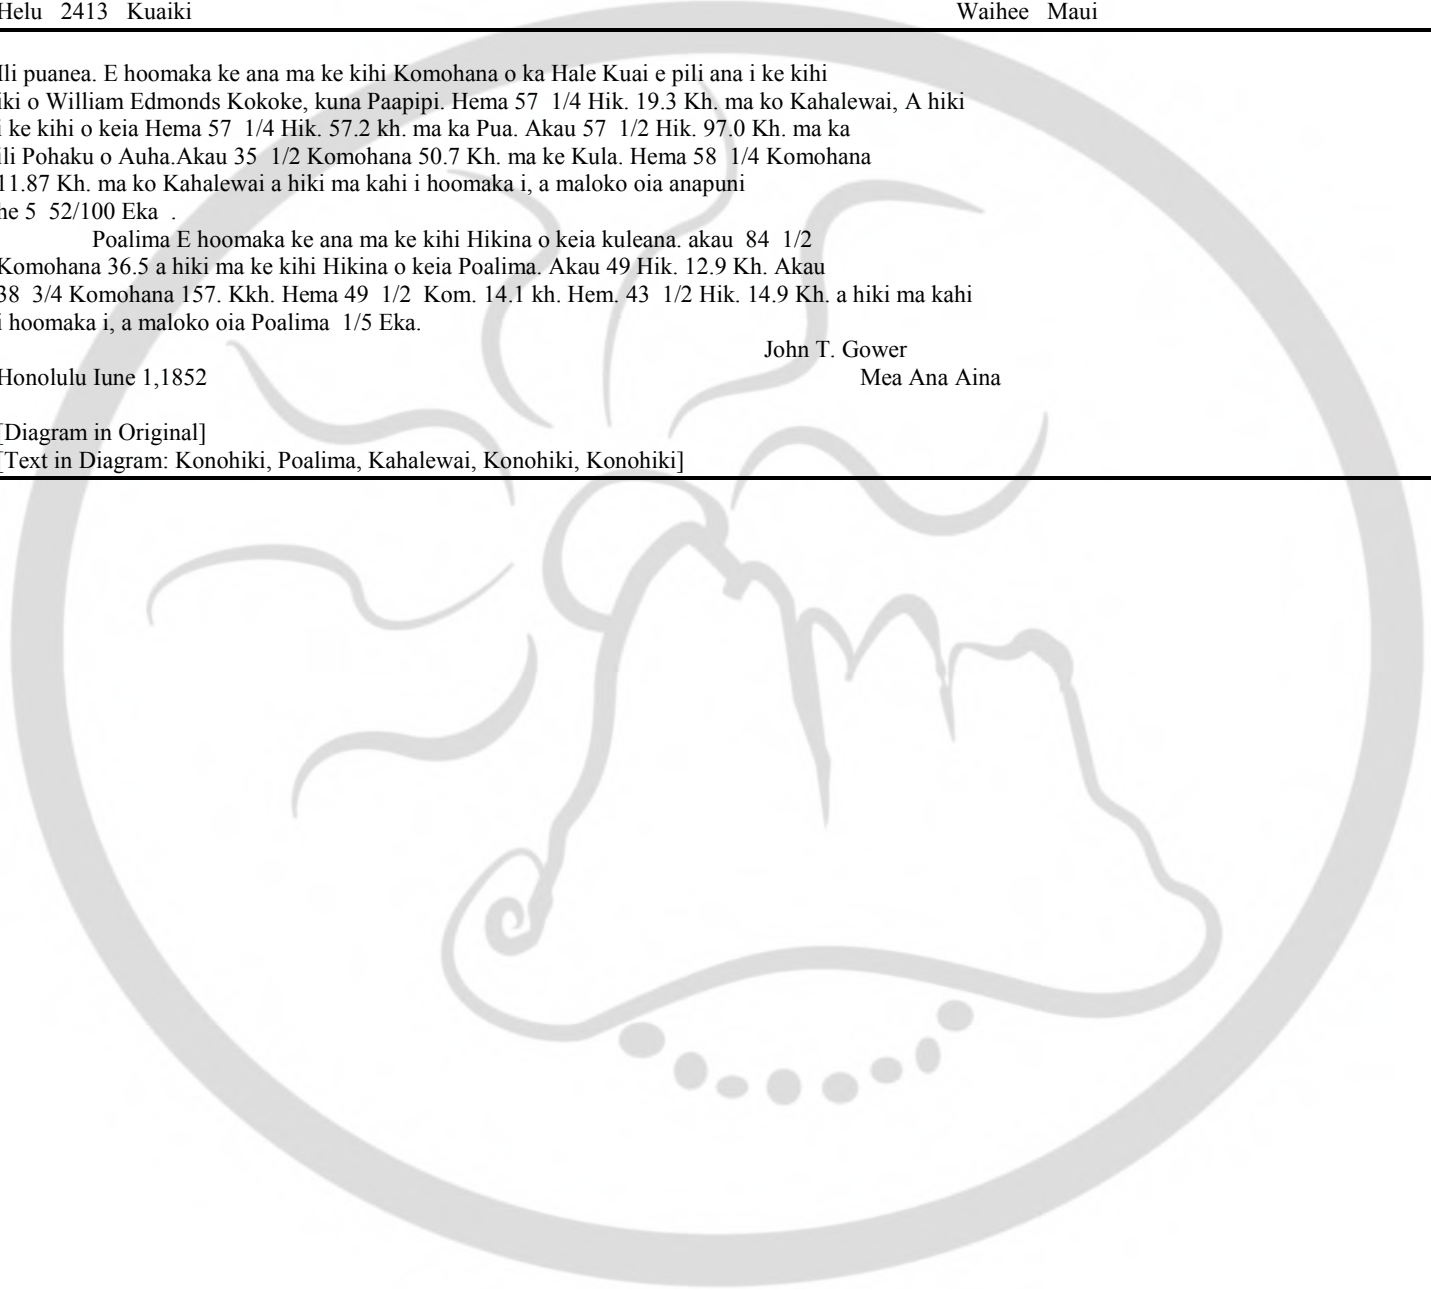 Helu 2413 Kuaiki Waihee Maui
Ili puanea. E hoomaka ke ana ma ke kihi Komohana o ka Hale Kuai e pili ana i ke kihi
iki o William Edmonds Kokoke, kuna Paapipi. Hema 57 1/4 Hik. 19.3 Kh. ma ko Kahalewai, A hiki
i ke kihi o keia Hema 57 1/4 Hik. 57.2 kh. ma ka Pua. Akau 57 1/2 Hik. 97.0 Kh. ma ka
ili Pohaku o Auha.Akau 35 1/2 Komohana 50.7 Kh. ma ke Kula. Hema 58 1/4 Komohana
11.87 Kh. ma ko Kahalewai a hiki ma kahi i hoomaka i, a maloko oia anapuni
he 5 52/100 Eka .
Poalima E hoomaka ke ana ma ke kihi Hikina o keia kuleana. akau 84 1/2
Komohana 36.5 a hiki ma ke kihi Hikina o keia Poalima. Akau 49 Hik. 12.9 Kh. Akau
38 3/4 Komohana 157. Kkh. Hema 49 1/2 Kom. 14.1 kh. Hem. 43 1/2 Hik. 14.9 Kh. a hiki ma kahi
i hoomaka i, a maloko oia Poalima 1/5 Eka.
John T. Gower
Honolulu Iune 1,1852 Mea Ana Aina
[Diagram in Original]
[Text in Diagram: Konohiki, Poalima, Kahalewai, Konohiki, Konohiki]